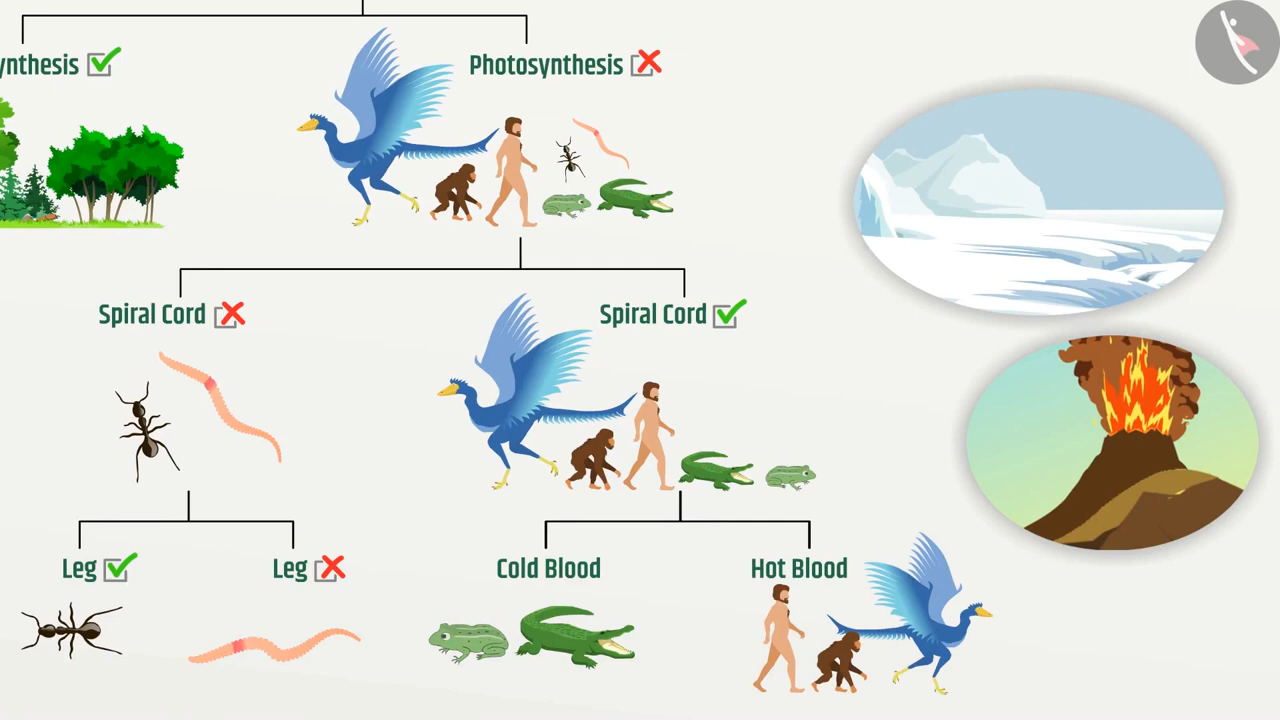 ynthesis
Photosynthesis
Spiral Cord
Spiral Cord
Leg
Leg
Cold Blood
Hot Blood